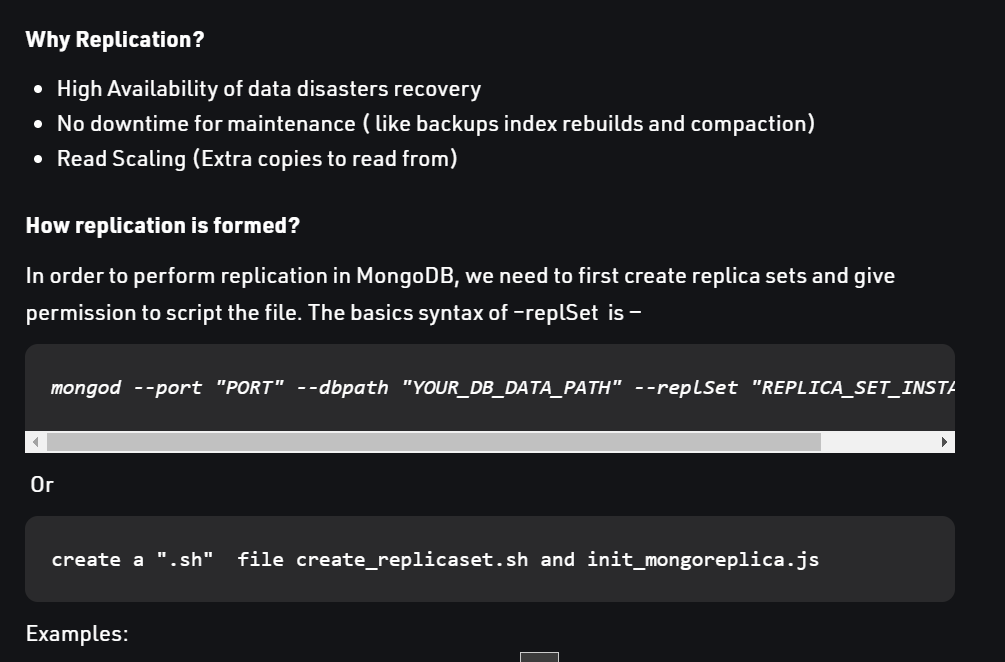 Why Replication?
High Availability of data disasters recovery
No downtime for maintenance ( like backups index rebuilds and compaction)
Read Scaling (Extra copies to read from)
How replication is formed?
In order to perform replication in MongoDB, we need to first create replica sets and give
permission to script the file. The basics syntax of –replSet  is —
mongod --port "PORT" --dbpath "YOUR_DB_DATA_PATH" --replSet "REPLICA_SET_INSTA
Or
create a ".sh"  file create_replicaset.sh and init_mongoreplica.js
Examples: